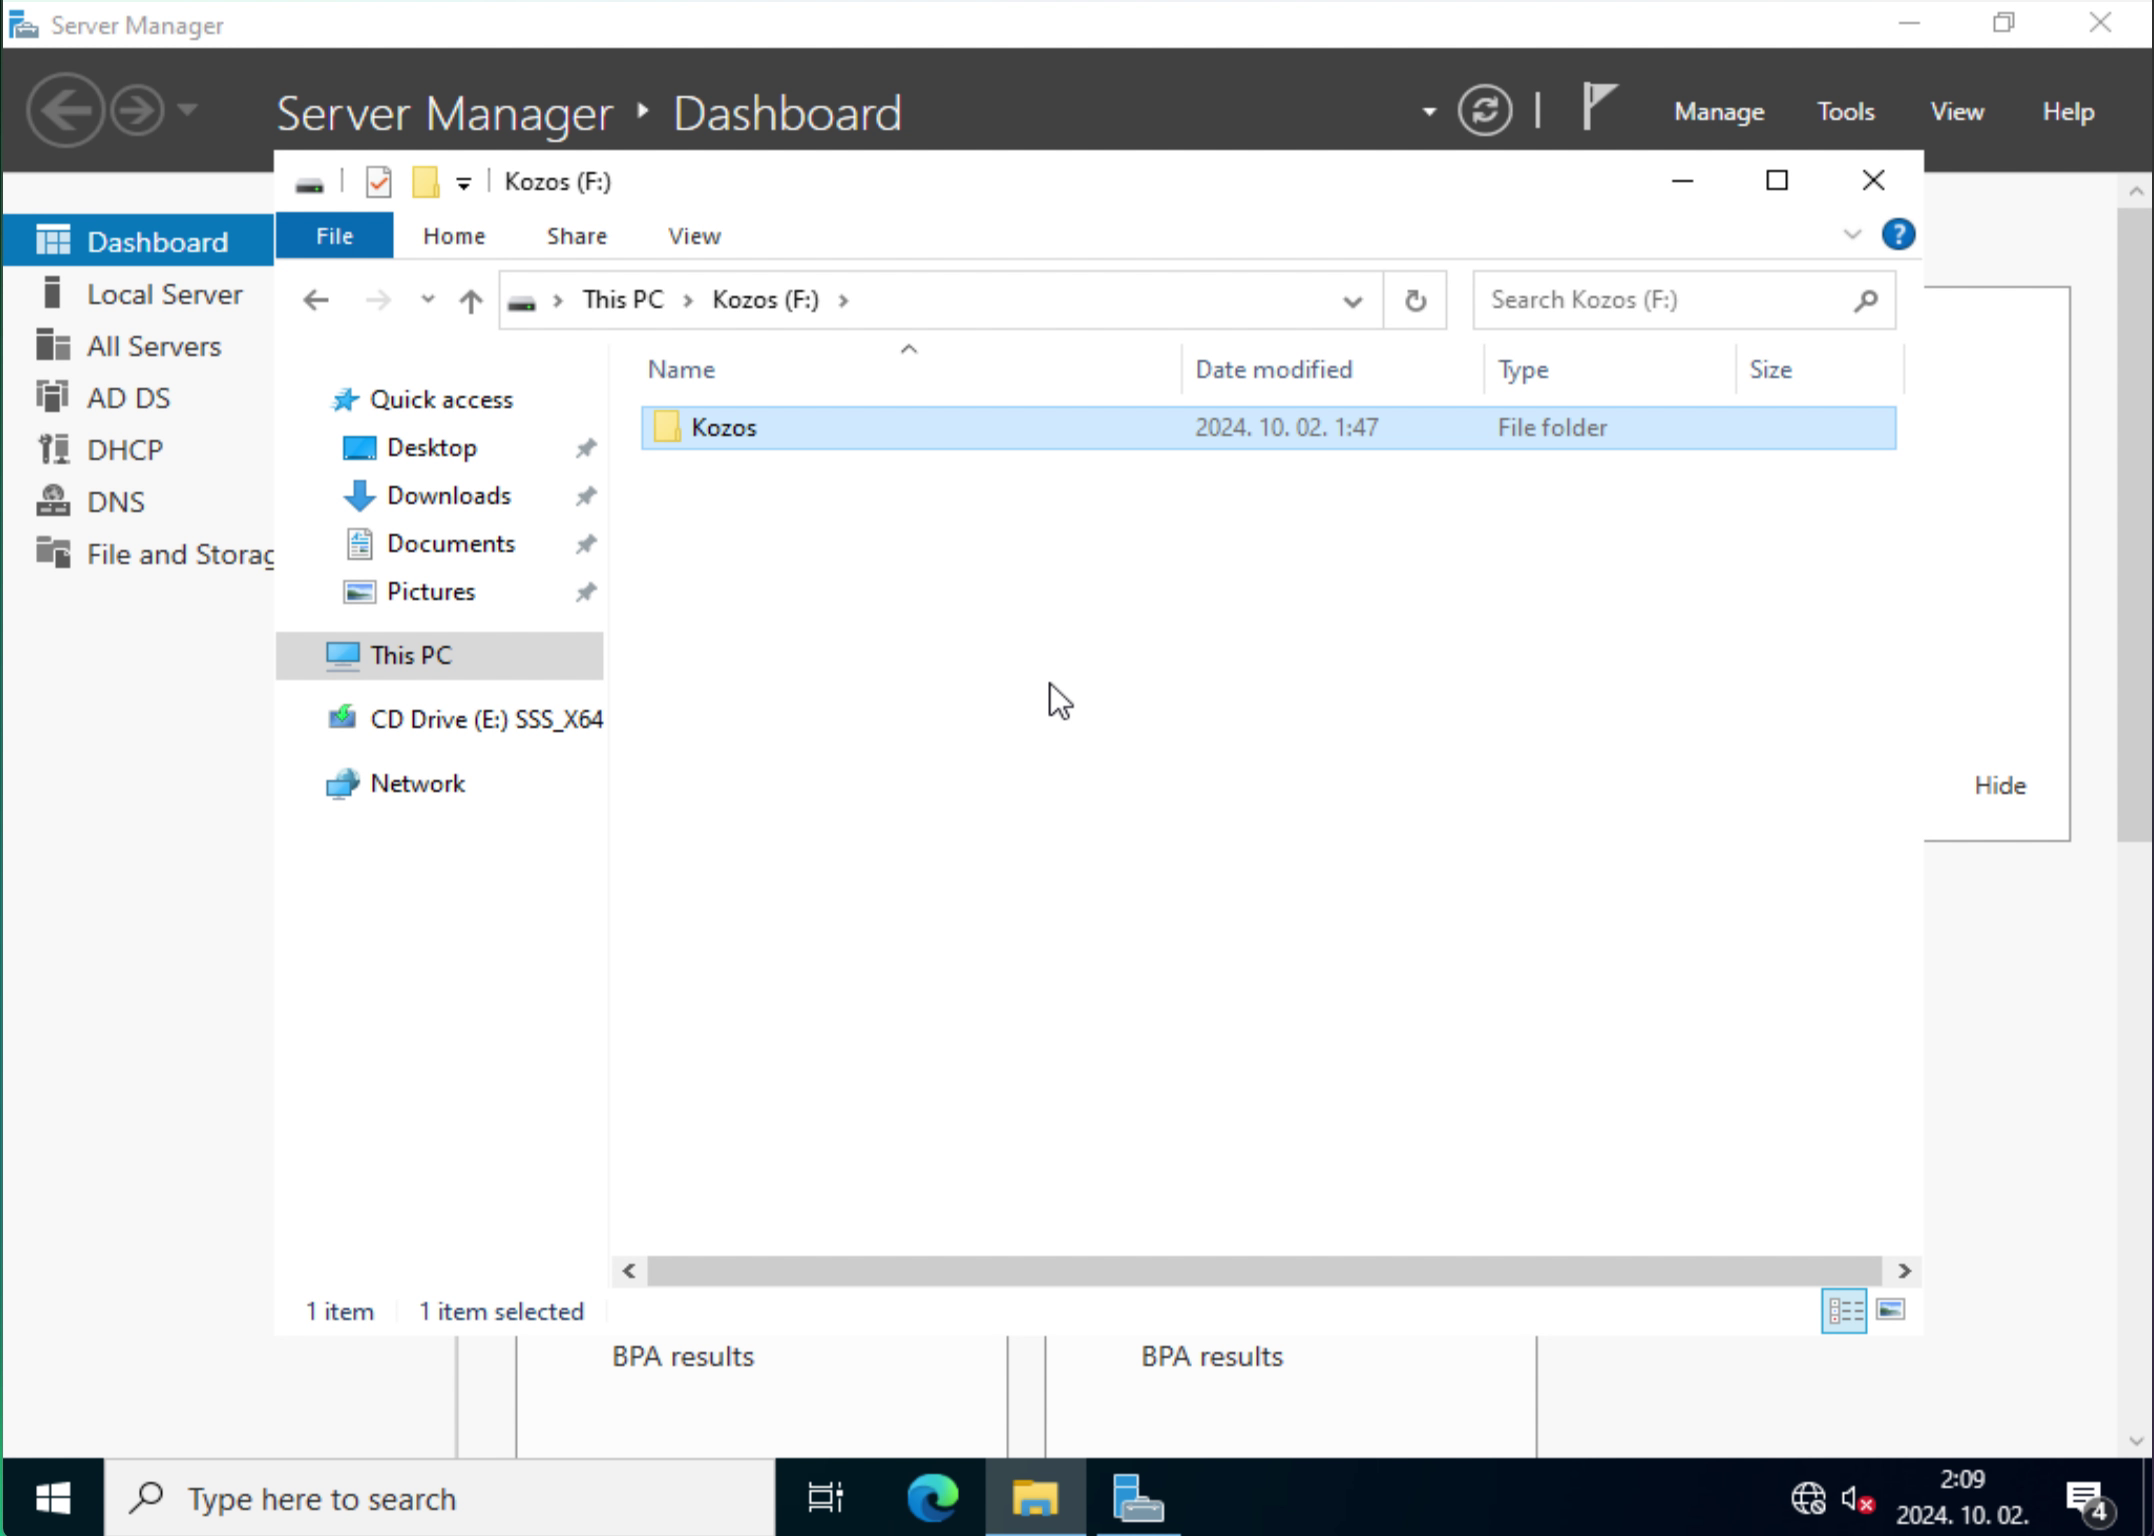 Server Manager
Server Manager Dashboard
Manage Tools View Help
Kozos (F:)
File Home Share View
This PC Kozos (F:)
Search Kozos (F:)
Name Date modified Type Size
Kozos 2024. 10. 02. 1:47 File folder
Dashboard
Local Server
All Servers
AD DS
DHCP
DNS
File and Storag
Quick access
Desktop
Downloads
Documents
Pictures
This PC
CD Drive (E:) SSS_X64
Network
Hide
1 item 1 item selected
BPA results BPA results
Type here to search
2:09
2024. 10. 02.
4